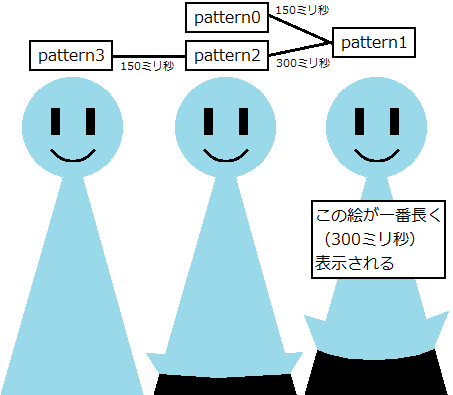 pattern0
150ミリ秒
pattern1
pattern3
150ミリ秒
pattern2
300ミリ秒
この絵が一番長く
（300ミリ秒）
表示される